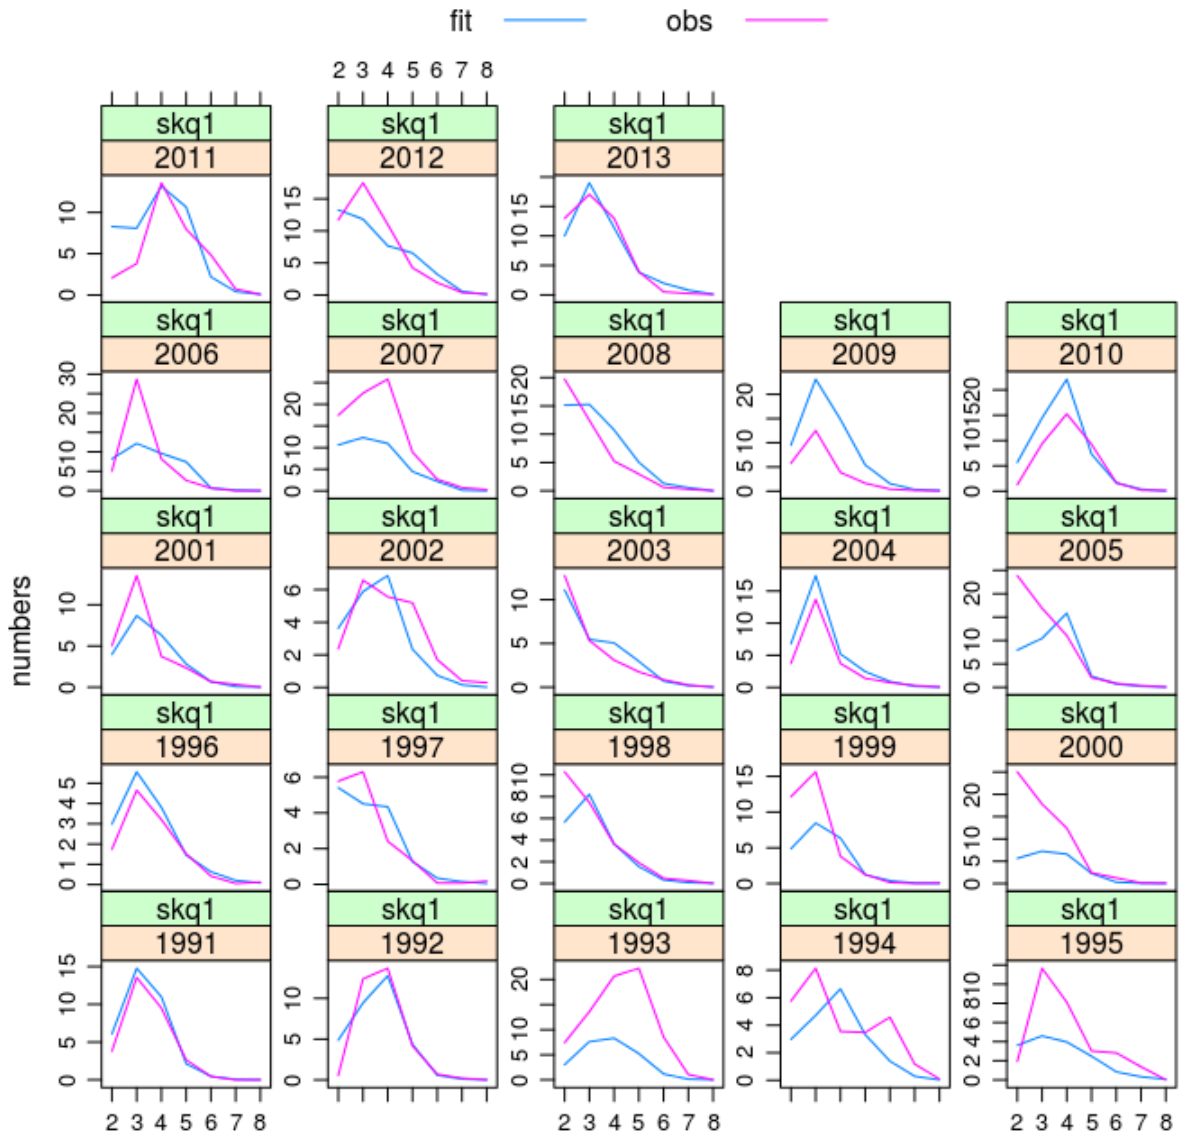 fit obs
2 3 4 5 6 7 8
skq1 skq1 skq1
2011 2012 2013
0 5 10
0 5 10 15
0 5 10 15
skq1 skq1 skq1 skq1 skq1
2006 2007 2008 2009 2010
0 5 10 20 30
0 5 10 20
0 5 10 15 20
0 5 10 20
0 5 10 15 20
skq1 skq1 skq1 skq1 skq1
2001 2002 2003 2004 2005
0 5 10
0 2 4 6
0 5 10
0 5 10 15
0 5 10 20
numbers
skq1 skq1 skq1 skq1 skq1
1996 1997 1998 1999 2000
0 1 2 3 4 5
0 2 4 6
0 2 4 6 8 10
0 5 10 15
0 5 10 20
skq1 skq1 skq1 skq1 skq1
1991 1992 1993 1994 1995
0 5 10 15
0 5 10
0 5 10 20
0 2 4 6 8
0 2 4 6 8 10
2 3 4 5 6 7 8 2 3 4 5 6 7 8 2 3 4 5 6 7 8